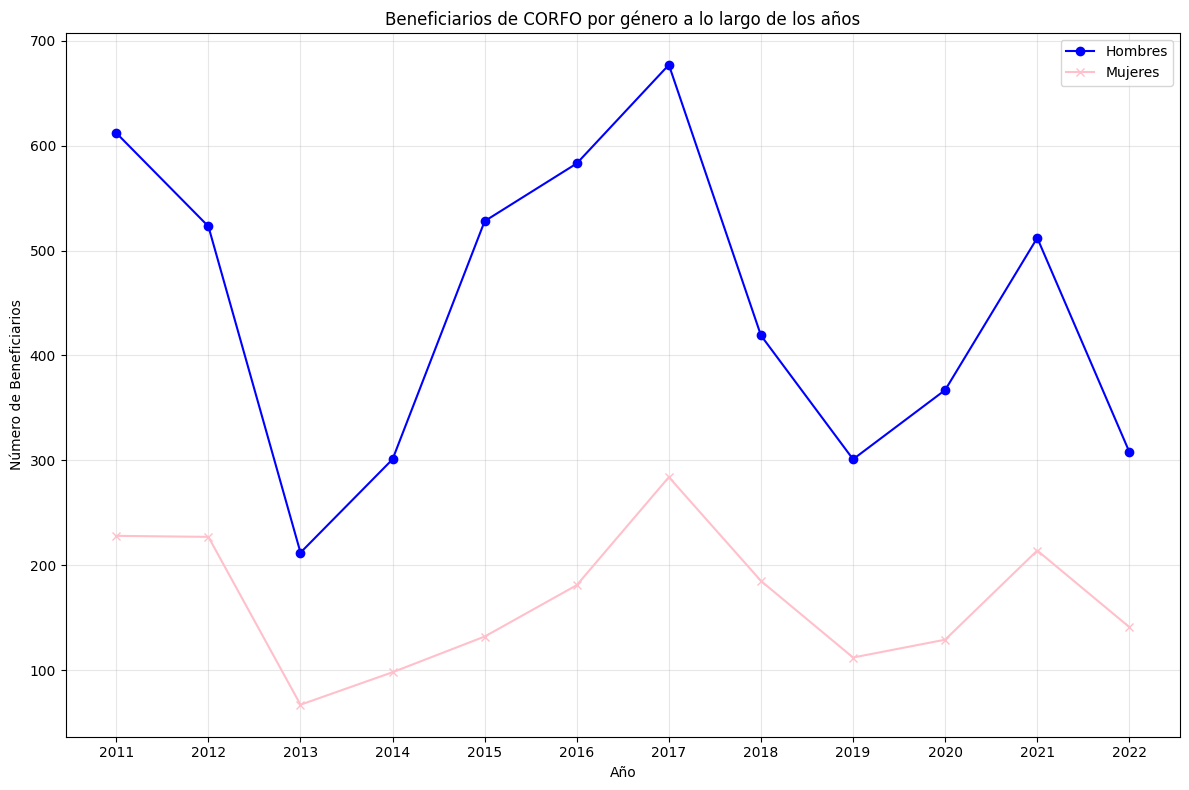 Beneficiarios de CORFO por género a lo largo de los años
Hombres
Mujeres
Número de Beneficiarios
700
600
500
400
300
200
100
2011 2012 2013 2014 2015 2016 2017 2018 2019 2020 2021 2022
Año